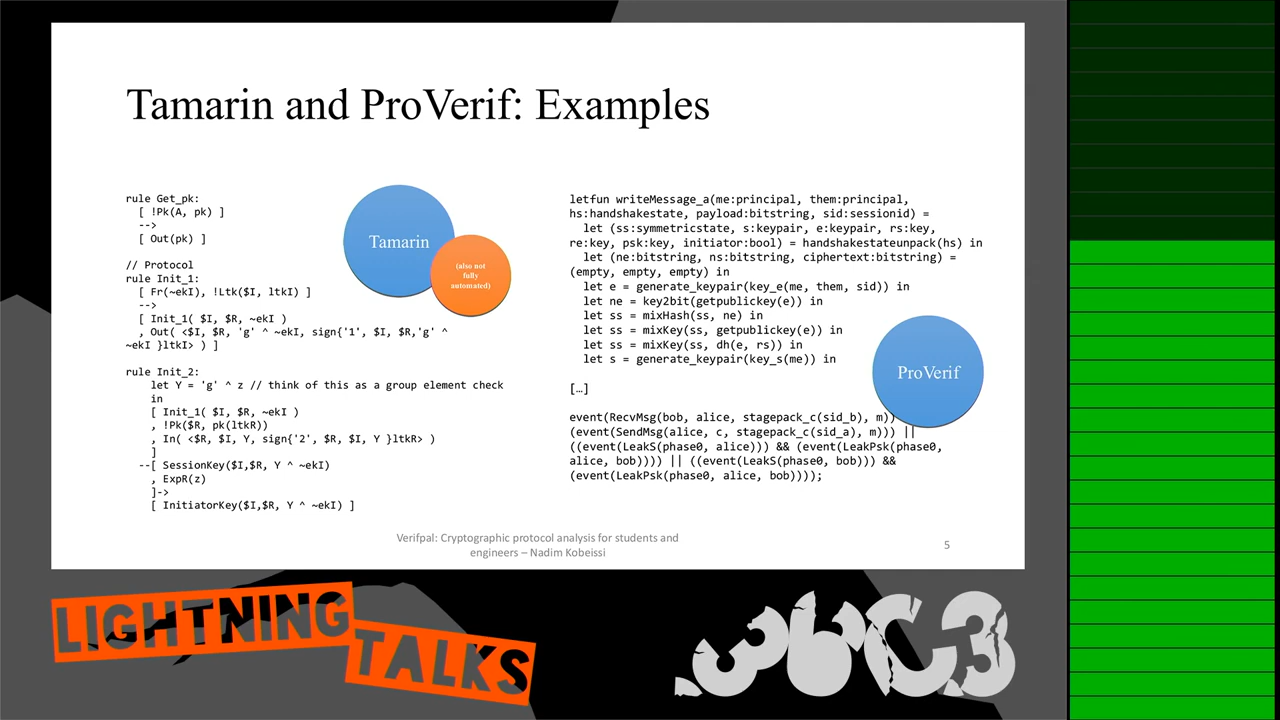 Tamarin and ProVerif: Examples
rule Get_pk:
[ !Pk(A, pk) ]
-->
[ Out(pk) ]
// Protocol
rule Init_1:
[ Fr(~ekI), !Ltk($I, ltkI) ]
-->
[ Init_1( $I, $R, ~ekI )
, Out( <$I, $R, 'g' ^ ~ekI, sign{'1', $I, $R,'g' ^
~ekI }ltkI> ) ]
rule Init_2:
let Y = 'g' ^ z // think of this as a group element check
in
[ Init_1( $I, $R, ~ekI )
, !Pk($R, pk(ltkR))
, In( <$R, $I, Y, sign{'2', $R, $I, Y }ltkR> )
]
--[ SessionKey($I,$R, Y ^ ~ekI)
, ExpR(z)
]->
[ InitiatorKey($I,$R, Y ^ ~ekI) ]
Tamarin
(also not
fully
automated)
letfun writeMessage_a(me:principal, them:principal,
hs:handshakestate, payload:bitstring, sid:sessionid) =
let (ss:symmetricstate, s:keypair, e:keypair, rs:key,
re:key, psk:key, initiator:bool) = handshakestateunpack(hs) in
let (ne:bitstring, ns:bitstring, ciphertext:bitstring) =
(empty, empty, empty) in
let e = generate_keypair(key_e(me, them, sid)) in
let ne = key2bit(getpublickey(e)) in
let ss = mixHash(ss, ne) in
let ss = mixKey(ss, getpublickey(e)) in
let ss = mixKey(ss, dh(e, rs)) in
let s = generate_keypair(key_s(me)) in
[…]
event(RecvMsg(bob, alice, stagepack_c(sid_b), m))
(event(SendMsg(alice, c, stagepack_c(sid_a), m))) ||
((event(LeakS(phase0, alice))) && (event(LeakPsk(phase0,
alice, bob)))) || ((event(LeakS(phase0, bob))) &&
(event(LeakPsk(phase0, alice, bob))));
ProVerif
Verifpal: Cryptographic protocol analysis for students and
engineers – Nadim Kobeissi
5
LIGHTNING
TALKS
36C3